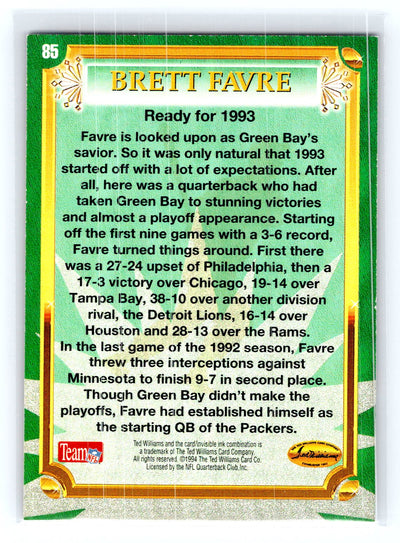 85
BRETT FAVRE
Ready for 1993
Favre is looked upon as Green Bay's
savior. So it was only natural that 1993
started off with a lot of expectations. After
all, here was a quarterback who had
taken Green Bay to stunning victories
and almost a playoff appearance. Starting
off the first nine games with a 3-6 record,
Favre turned things around. First there
was a 27-24 upset of Philadelphia, then a
17-3 victory over Chicago, 19-14 over
Tampa Bay, 38-10 over another division
rival, the Detroit Lions, 16-14 over
Houston and 28-13 over the Rams.
In the last game of the 1992 season, Favre
threw three interceptions against
Minnesota to finish 9-7 in second place.
Though Green Bay didn't make the
playoffs, Favre had established himself as
the starting QB of the Packers.
Ted Williams and the card/invisible ink combination is
a trademark of The Ted Williams Card Company.
All rights reserved. ©1994 The Ted Williams Card Co.
Licensed by the NFL Quarterback Club, Inc.
Team NFL
Ted Williams